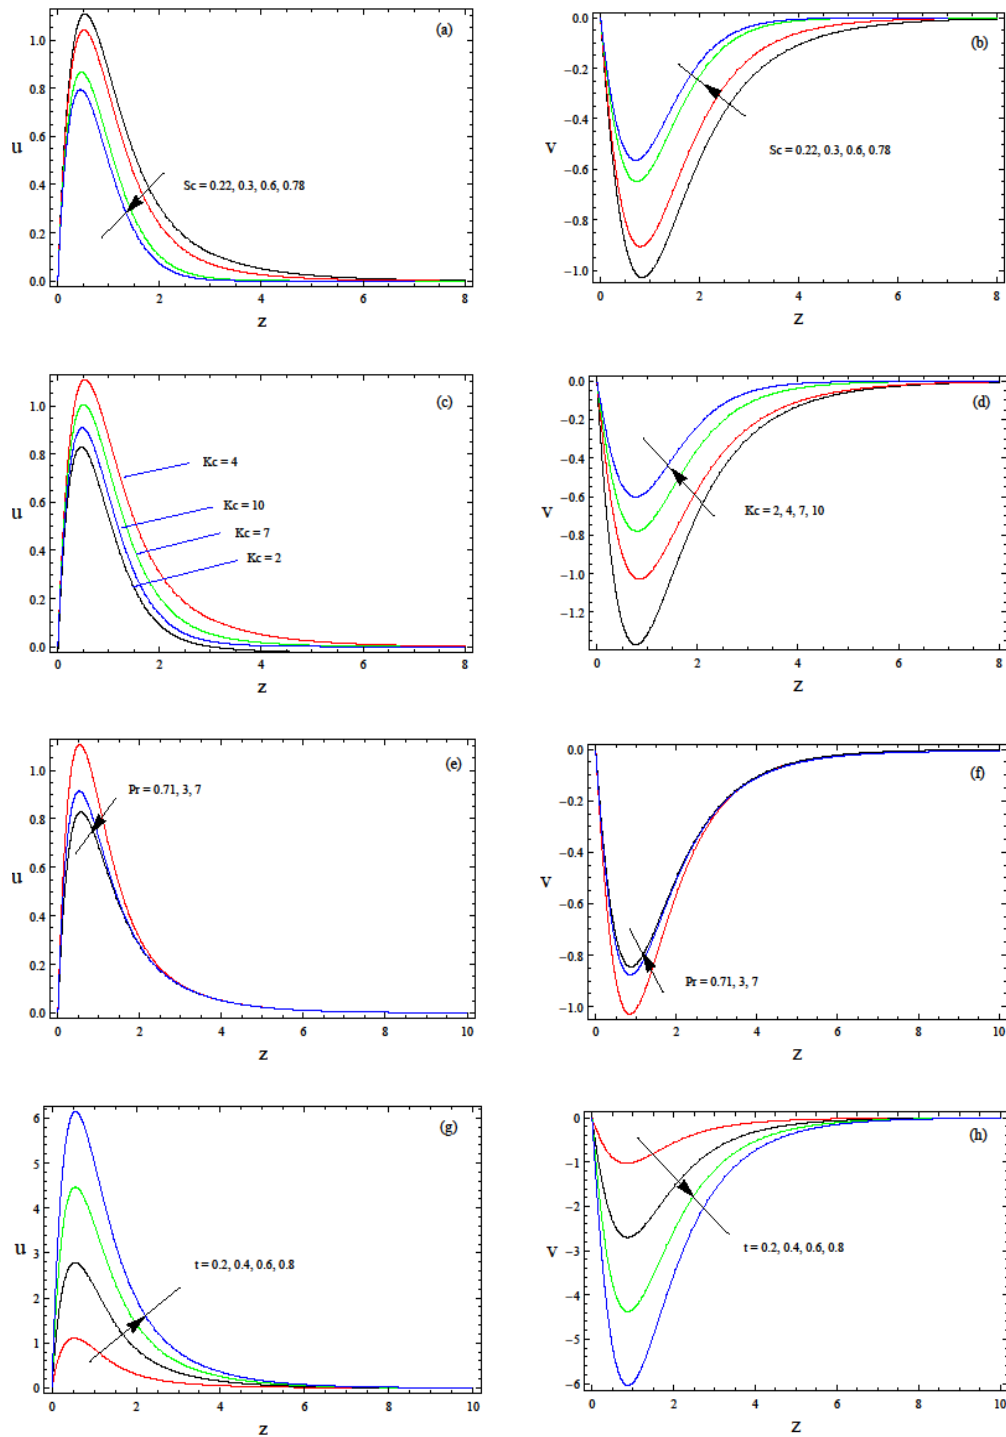 (a)
1.0
0.8
0.6
0.4
0.2
0.0
u
Sc = 0.22, 0.3, 0.6, 0.78
0 2 4 6 8
z
(b)
0.0
−0.2
−0.4
−0.6
−0.8
−1.0
v
Sc = 0.22, 0.3, 0.6, 0.78
0 2 4 6 8
z
(c)
1.0
0.8
0.6
0.4
0.2
0.0
u
Kc = 4
Kc = 10
Kc = 7
Kc = 2
0 2 4 6 8
z
(d)
0.0
−0.2
−0.4
−0.6
−0.8
−1.0
−1.2
v
Kc = 2, 4, 7, 10
0 2 4 6 8
z
(e)
1.0
0.8
0.6
0.4
0.2
0.0
u
Pr = 0.71, 3, 7
0 2 4 6 8 10
z
(f)
0.0
−0.2
−0.4
−0.6
−0.8
−1.0
v
Pr = 0.71, 3, 7
0 2 4 6 8 10
z
(g)
6
5
4
3
2
1
0
u
t = 0.2, 0.4, 0.6, 0.8
0 2 4 6 8 10
z
(h)
0
−1
−2
−3
−4
−5
−6
v
t = 0.2, 0.4, 0.6, 0.8
0 2 4 6 8 10
z